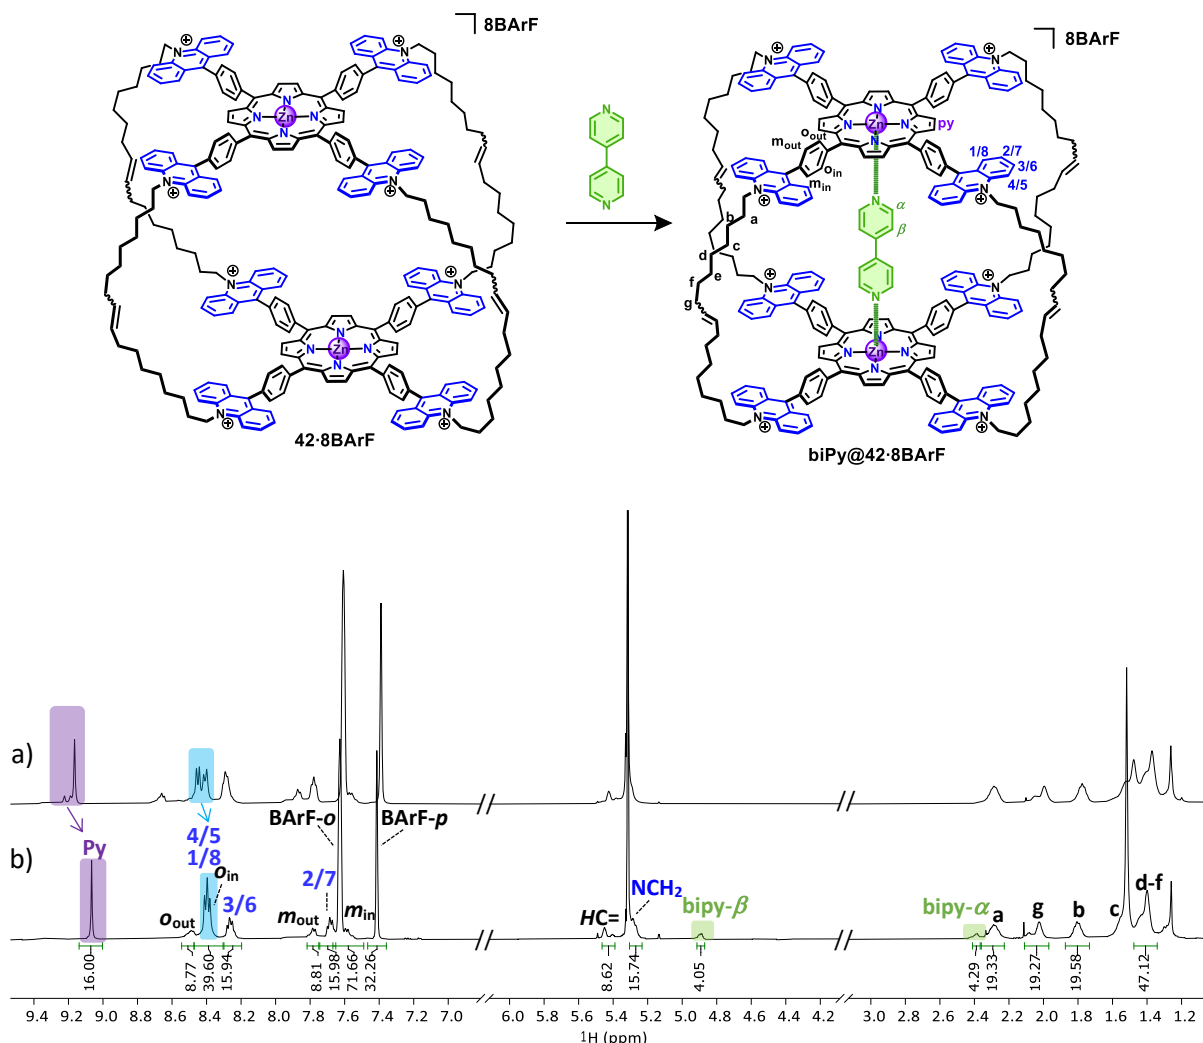 8BArF
8BArF
N
⊕
N
⊕
N
N
Zn
N
N
N
⊕
N
⊕
N
⊕
N
⊕
N
N
Zn
N
N
N
⊕
N
⊕
42·8BArF
N
N
N
⊕
N
⊕
N
N
Zn
N
N
py
o_out
m_out
o_in
m_in
1/8
2/7
3/6
4/5
N
⊕
N
⊕
N
α
β
N
b
a
c
d
e
f
g
N
⊕
N
⊕
N
N
Zn
N
N
N
⊕
N
⊕
biPy@42·8BArF
a)
4/5
1/8
BArF-o
BArF-p
Py
b)
o_in
o_out
3/6
m_out
2/7
m_in
HC=
NCH₂
bipy-β
bipy-α
a
g
b
c
d-f
16.00
8.77
39.60
15.94
8.81
15.98
71.66
32.26
8.62
15.74
4.05
4.29
19.33
19.27
19.58
47.12
9.4 9.2 9.0 8.8 8.6 8.4 8.2 8.0 7.8 7.6 7.4 7.2 7.0 6.0 5.8 5.6 5.4 5.2 5.0 4.8 4.6 4.4 4.2 3.0 2.8 2.6 2.4 2.2 2.0 1.8 1.6 1.4 1.2
¹H (ppm)